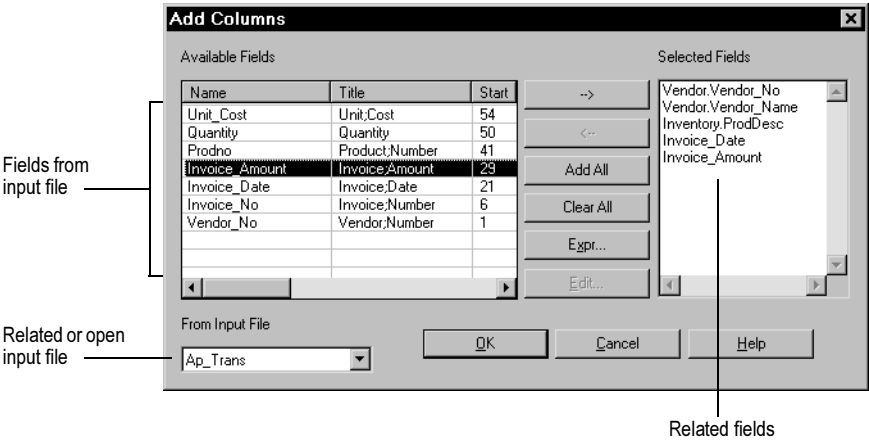 Add Columns
Available Fields
Selected Fields
Name Title Start
Unit_Cost Unit;Cost 54
Quantity Quantity 50
Prodno Product;Number 41
Invoice_Amount Invoice;Amount 29
Invoice_Date Invoice;Date 21
Invoice_No Invoice;Number 6
Vendor_No Vendor;Number 1
-->
<--
Add All
Clear All
Expr...
Edit...
Vendor.Vendor_No
Vendor.Vendor_Name
Inventory.ProdDesc
Invoice_Date
Invoice_Amount
Fields from
input file
From Input File
Related or open
input file
Ap_Trans
OK
Cancel
Help
Related fields